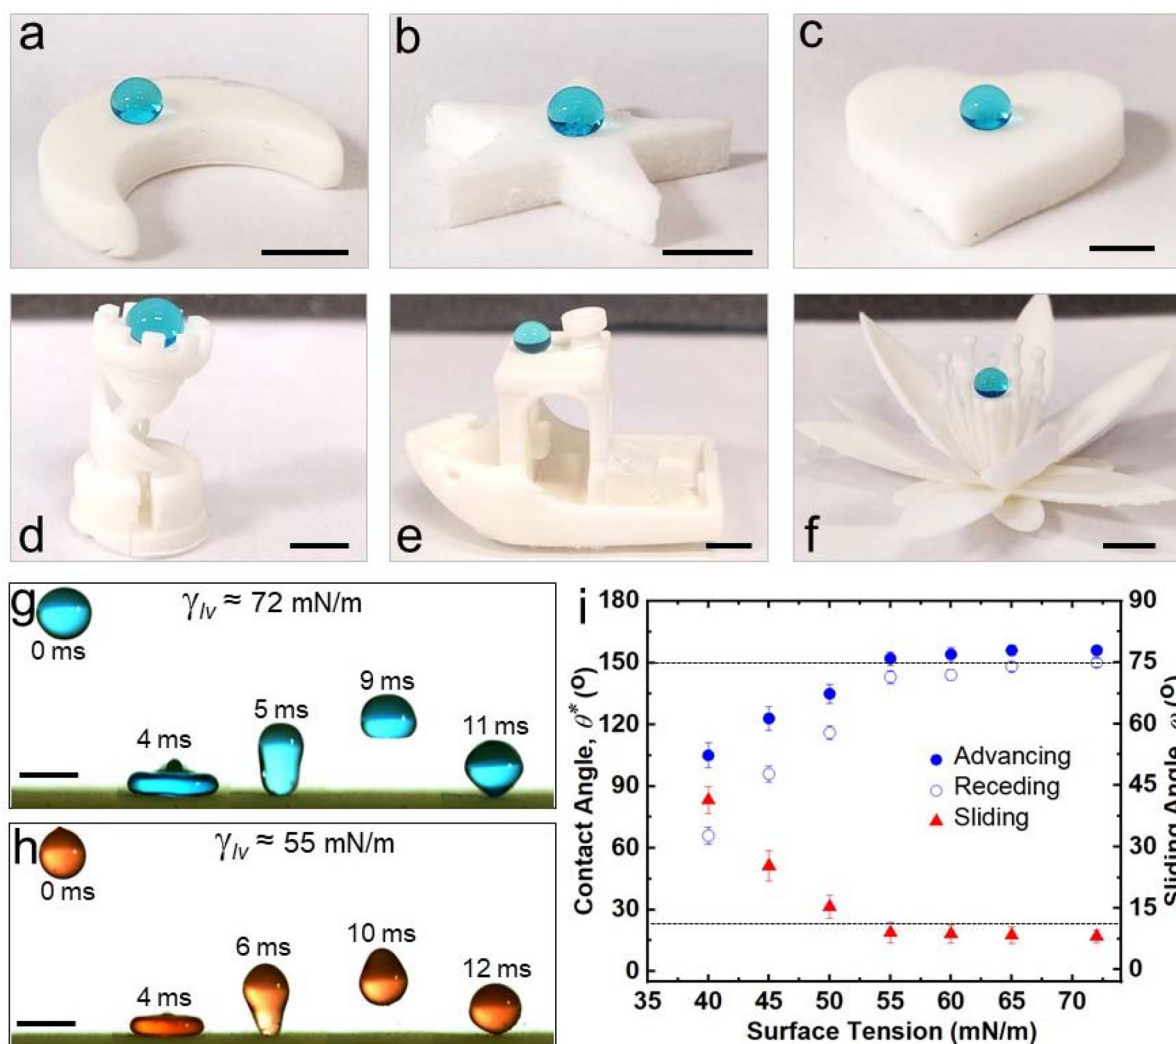 a
b
c
d
e
f
g
γlv ≈ 72 mN/m
0 ms
4 ms
5 ms
9 ms
11 ms
h
γlv ≈ 55 mN/m
0 ms
4 ms
6 ms
10 ms
12 ms
i
Contact Angle, θ* (°)
180
150
120
90
60
30
0
Advancing
Receding
Sliding
90
75
60
45
30
15
0
Sliding Angle, ω (°)
35 40 45 50 55 60 65 70
Surface Tension (mN/m)